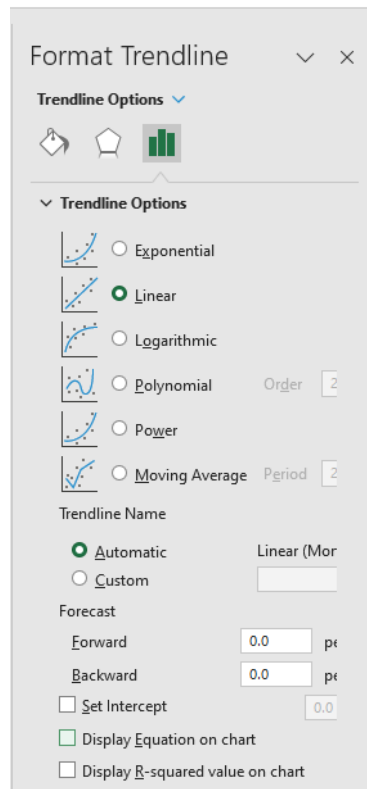 Format Trendline
Trendline Options
Trendline Options
Exponential
Linear
Logarithmic
Polynomial Order 2
Power
Moving Average Period 2
Trendline Name
Automatic Linear (Mor
Custom
Forecast
Forward 0.0 pe
Backward 0.0 pe
Set Intercept 0.0
Display Equation on chart
Display R-squared value on chart